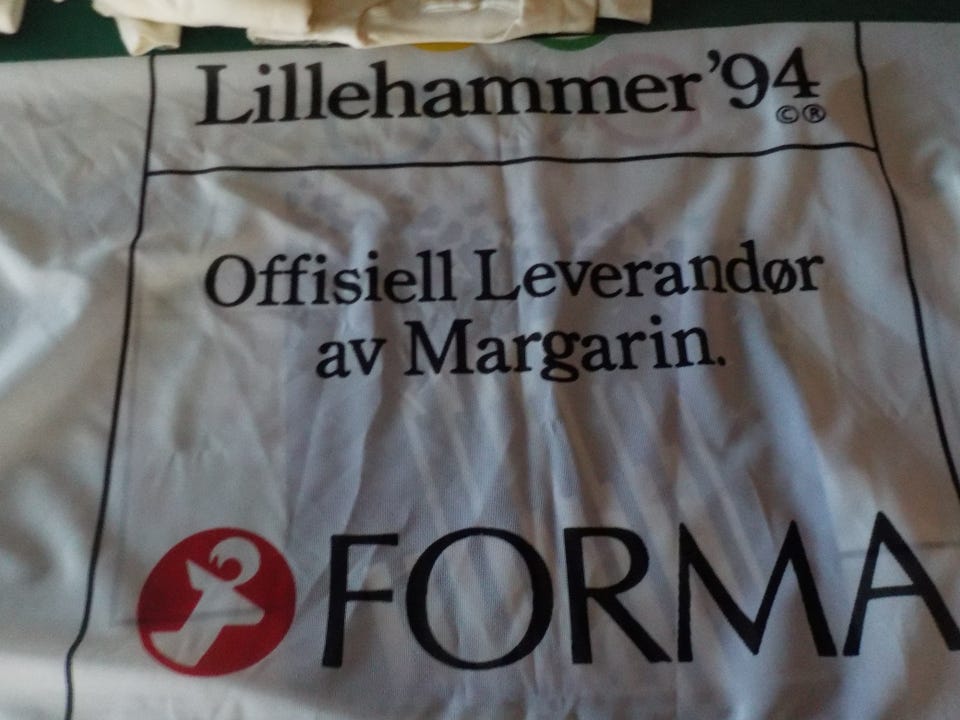 Lillehammer '94
©®
Offisiell Leverandør
av Margarin.
FORMA